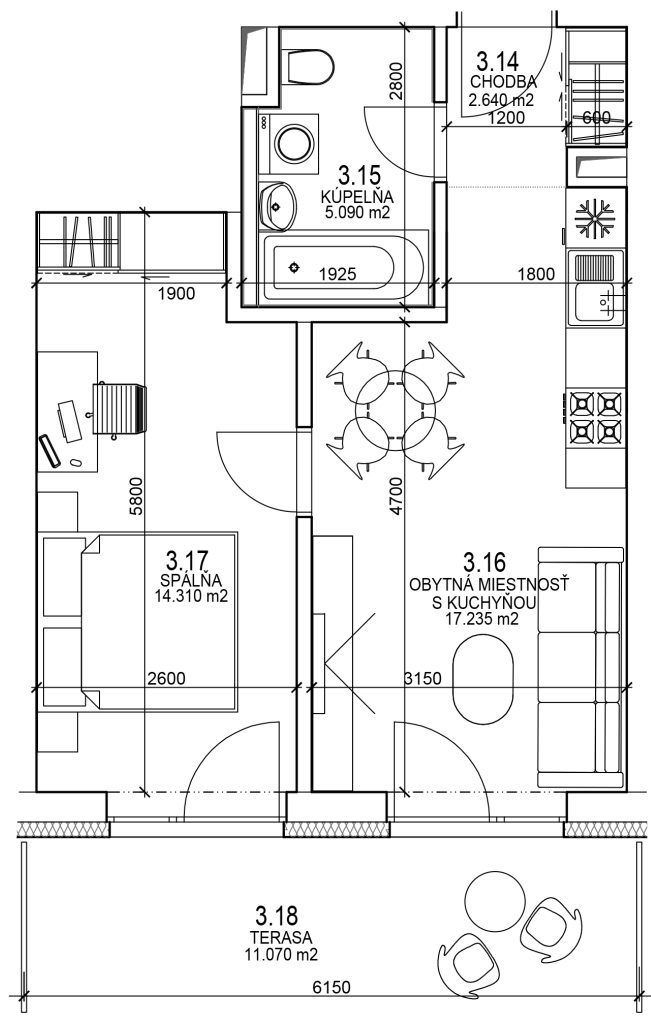 3.14
CHODBA
2.640 m2
1200
600
2800
3.15
KÚPEĽŇA
5.090 m2
1900
1925
1800
5800
4700
3.17
SPÁLŇA
14.310 m2
3.16
OBYTNÁ MIESTNOSŤ
S KUCHYŇOU
17.235 m2
2600
3150
3.18
TERASA
11.070 m2
6150